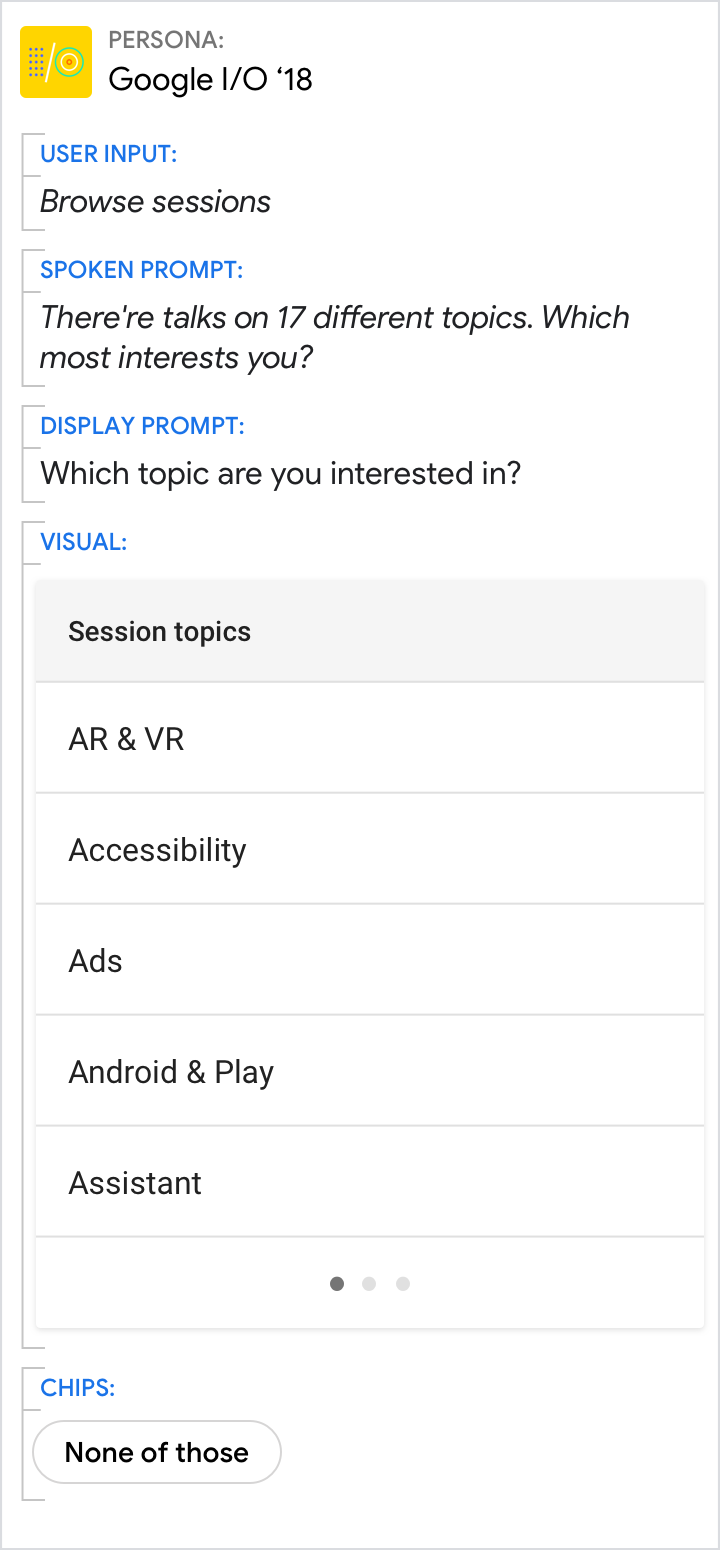 PERSONA:
Google I/O ‘18
USER INPUT:
Browse sessions
SPOKEN PROMPT:
There're talks on 17 different topics. Which
most interests you?
DISPLAY PROMPT:
Which topic are you interested in?
VISUAL:
Session topics
AR & VR
Accessibility
Ads
Android & Play
Assistant
CHIPS:
None of those